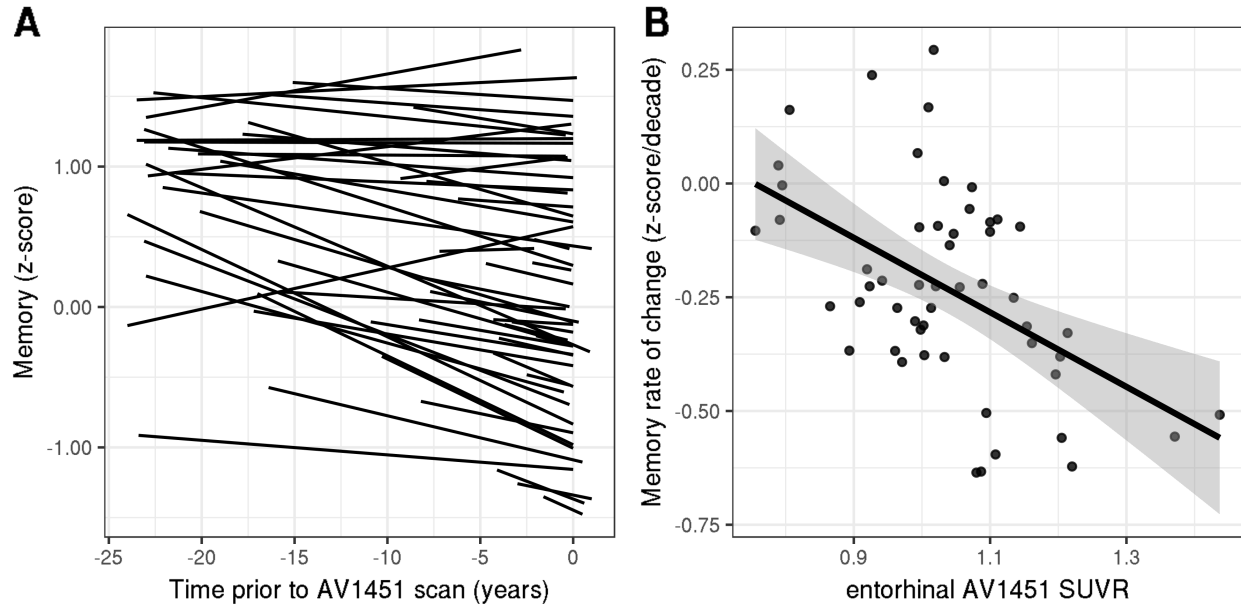 A
B
Memory (z-score)
1.00
0.00
-1.00
-25
-20
-15
-10
-5
0
Time prior to AV1451 scan (years)
Memory rate of change (z-score/decade)
0.25
0.00
-0.25
-0.50
-0.75
0.9
1.1
1.3
entorhinal AV1451 SUVR